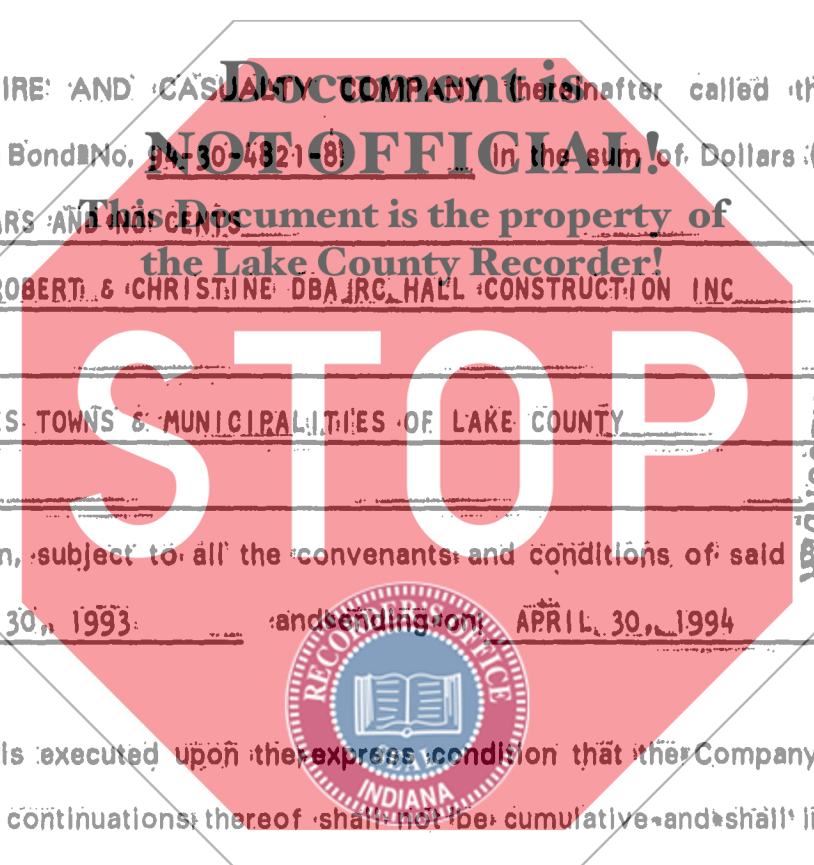 IRE AND CASUALTY COMPANY (hereinafter called th
Document is
Bond No. 94-30-4821-8) In the sum of Dollars (
NOT OFFICIAL!
ARS AND NO CENTS
This Document is the property of
the Lake County Recorder!
ROBERT & CHRISTINE DBA RC HALL CONSTRUCTION INC
STOP
ES TOWNS & MUNICIPALITIES OF LAKE COUNTY
n, subject to all the convenants and conditions of said
30, 1993 and ending on APRIL 30, 1994
RECORDER'S OFFICE
SEAL
INDIANA
is executed upon the express condition that the Company
continuations thereof shall not be cumulative and shall li